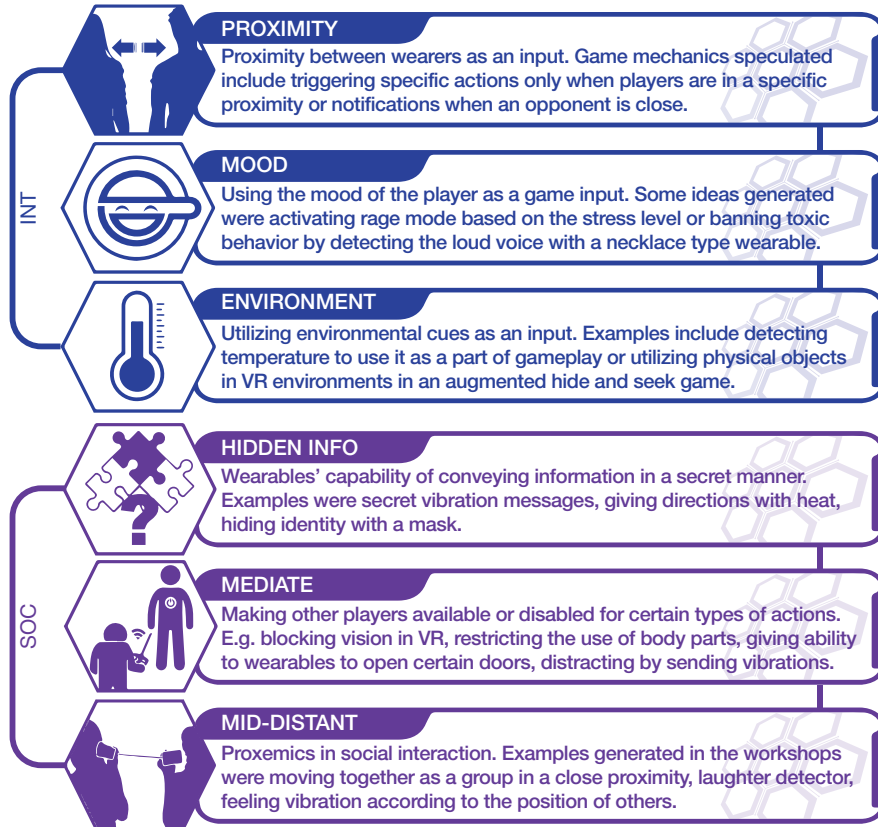 PROXIMITY
Proximity between wearers as an input. Game mechanics speculated
include triggering specific actions only when players are in a specific
proximity or notifications when an opponent is close.
INT
MOOD
Using the mood of the player as a game input. Some ideas generated
were activating rage mode based on the stress level or banning toxic
behavior by detecting the loud voice with a necklace type wearable.
ENVIRONMENT
Utilizing environmental cues as an input. Examples include detecting
temperature to use it as a part of gameplay or utilizing physical objects
in VR environments in an augmented hide and seek game.
HIDDEN INFO
Wearables' capability of conveying information in a secret manner.
Examples were secret vibration messages, giving directions with heat,
hiding identity with a mask.
SOC
MEDIATE
Making other players available or disabled for certain types of actions.
E.g. blocking vision in VR, restricting the use of body parts, giving ability
to wearables to open certain doors, distracting by sending vibrations.
MID-DISTANT
Proxemics in social interaction. Examples generated in the workshops
were moving together as a group in a close proximity, laughter detector,
feeling vibration according to the position of others.